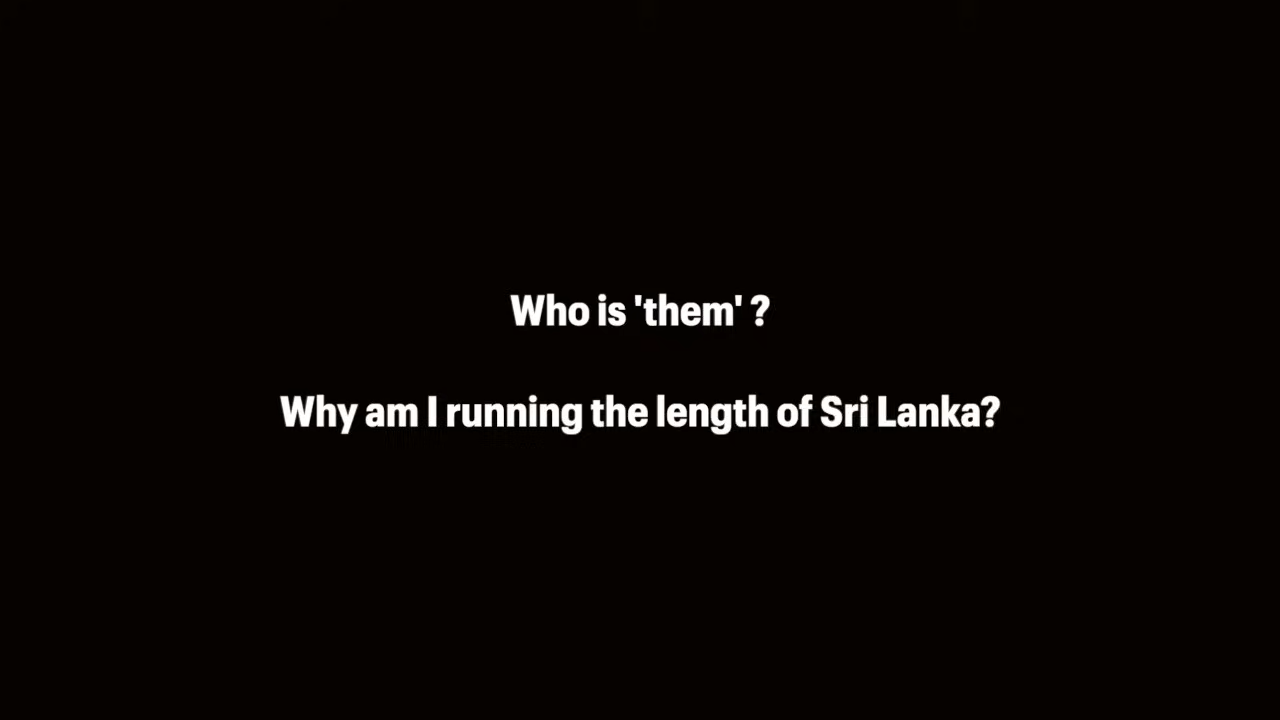 Who is 'them' ?
Why am I running the length of Sri Lanka?